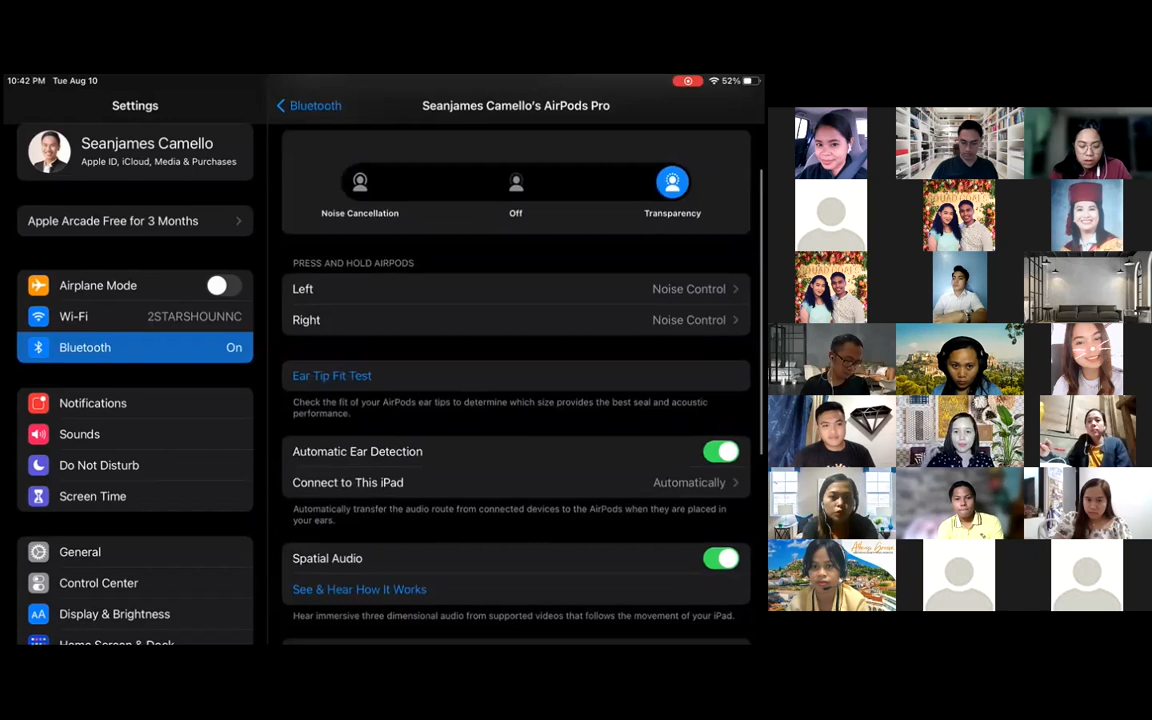 10:42 PM Tue Aug 10
52%
Settings
Bluetooth
Seanjames Camello's AirPods Pro
Seanjames Camello
Apple ID, iCloud, Media & Purchases
Apple Arcade Free for 3 Months
Airplane Mode
Wi-Fi 2STARSHOUNNC
Bluetooth On
Notifications
Sounds
Do Not Disturb
Screen Time
General
Control Center
Display & Brightness
Home Screen & Dock
Noise Cancellation
Off
Transparency
PRESS AND HOLD AIRPODS
Left Noise Control
Right Noise Control
Ear Tip Fit Test
Check the fit of your AirPods ear tips to determine which size provides the best seal and acoustic
performance.
Automatic Ear Detection
Connect to This iPad Automatically
Automatically transfer the audio route from connected devices to the AirPods when they are placed in
your ears.
Spatial Audio
See & Hear How It Works
Hear immersive three dimensional audio from supported videos that follows the movement of your iPad.